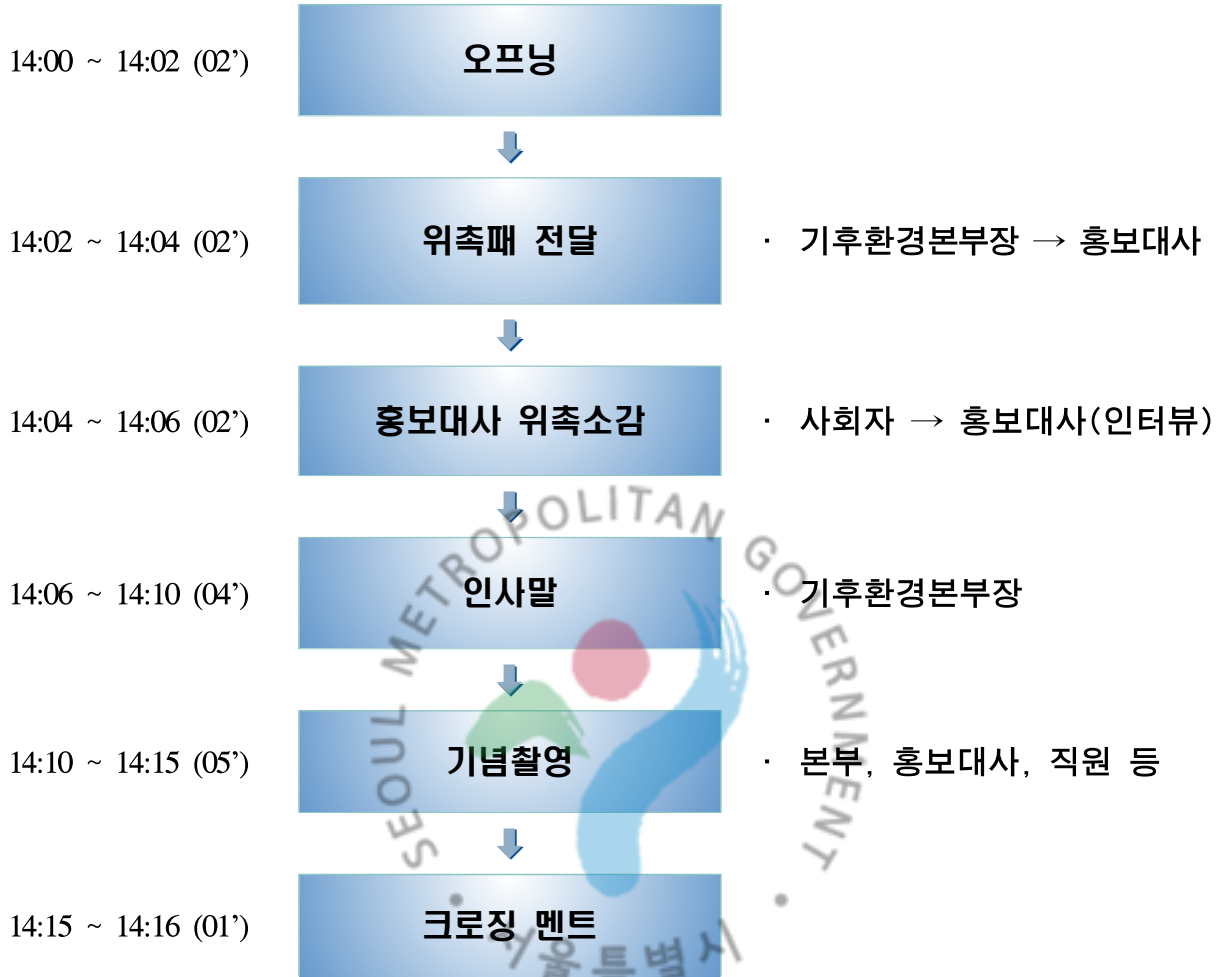 14:00 ~ 14:02 (02’) 오프닝
14:02 ~ 14:04 (02’) 위촉패 전달 · 기후환경본부장 → 홍보대사
14:04 ~ 14:06 (02’) 홍보대사 위촉소감 · 사회자 → 홍보대사(인터뷰)
14:06 ~ 14:10 (04’) 인사말 · 기후환경본부장
14:10 ~ 14:15 (05’) 기념촬영 · 본부, 홍보대사, 직원 등
14:15 ~ 14:16 (01’) 크로징 멘트
SEOUL METROPOLITAN GOVERNMENT
서울특별시